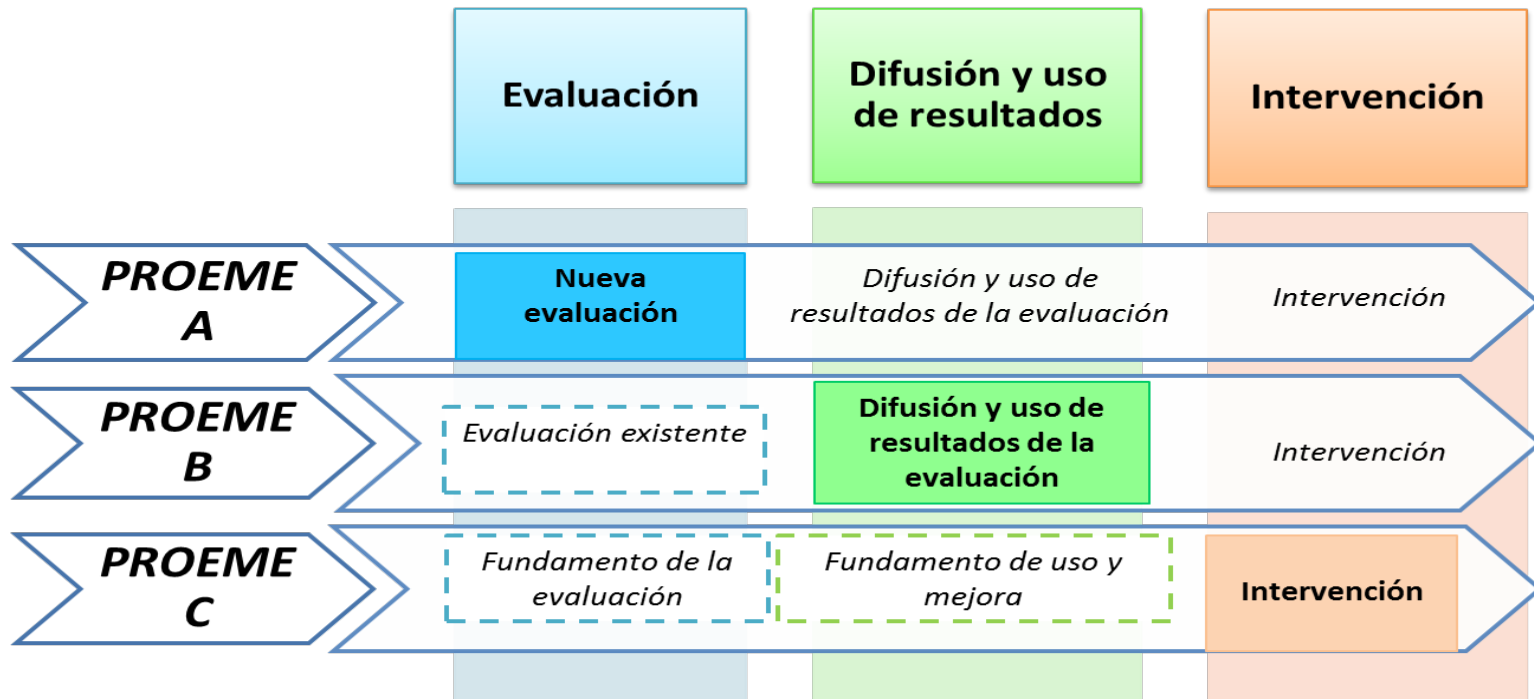 Evaluación
Difusión y uso
de resultados
Intervención
PROEME
A
Nueva
evaluación
Difusión y uso de
resultados de la evaluación
Intervención
PROEME
B
Evaluación existente
Difusión y uso de
resultados de la
evaluación
Intervención
PROEME
C
Fundamento de la
evaluación
Fundamento de uso y
mejora
Intervención